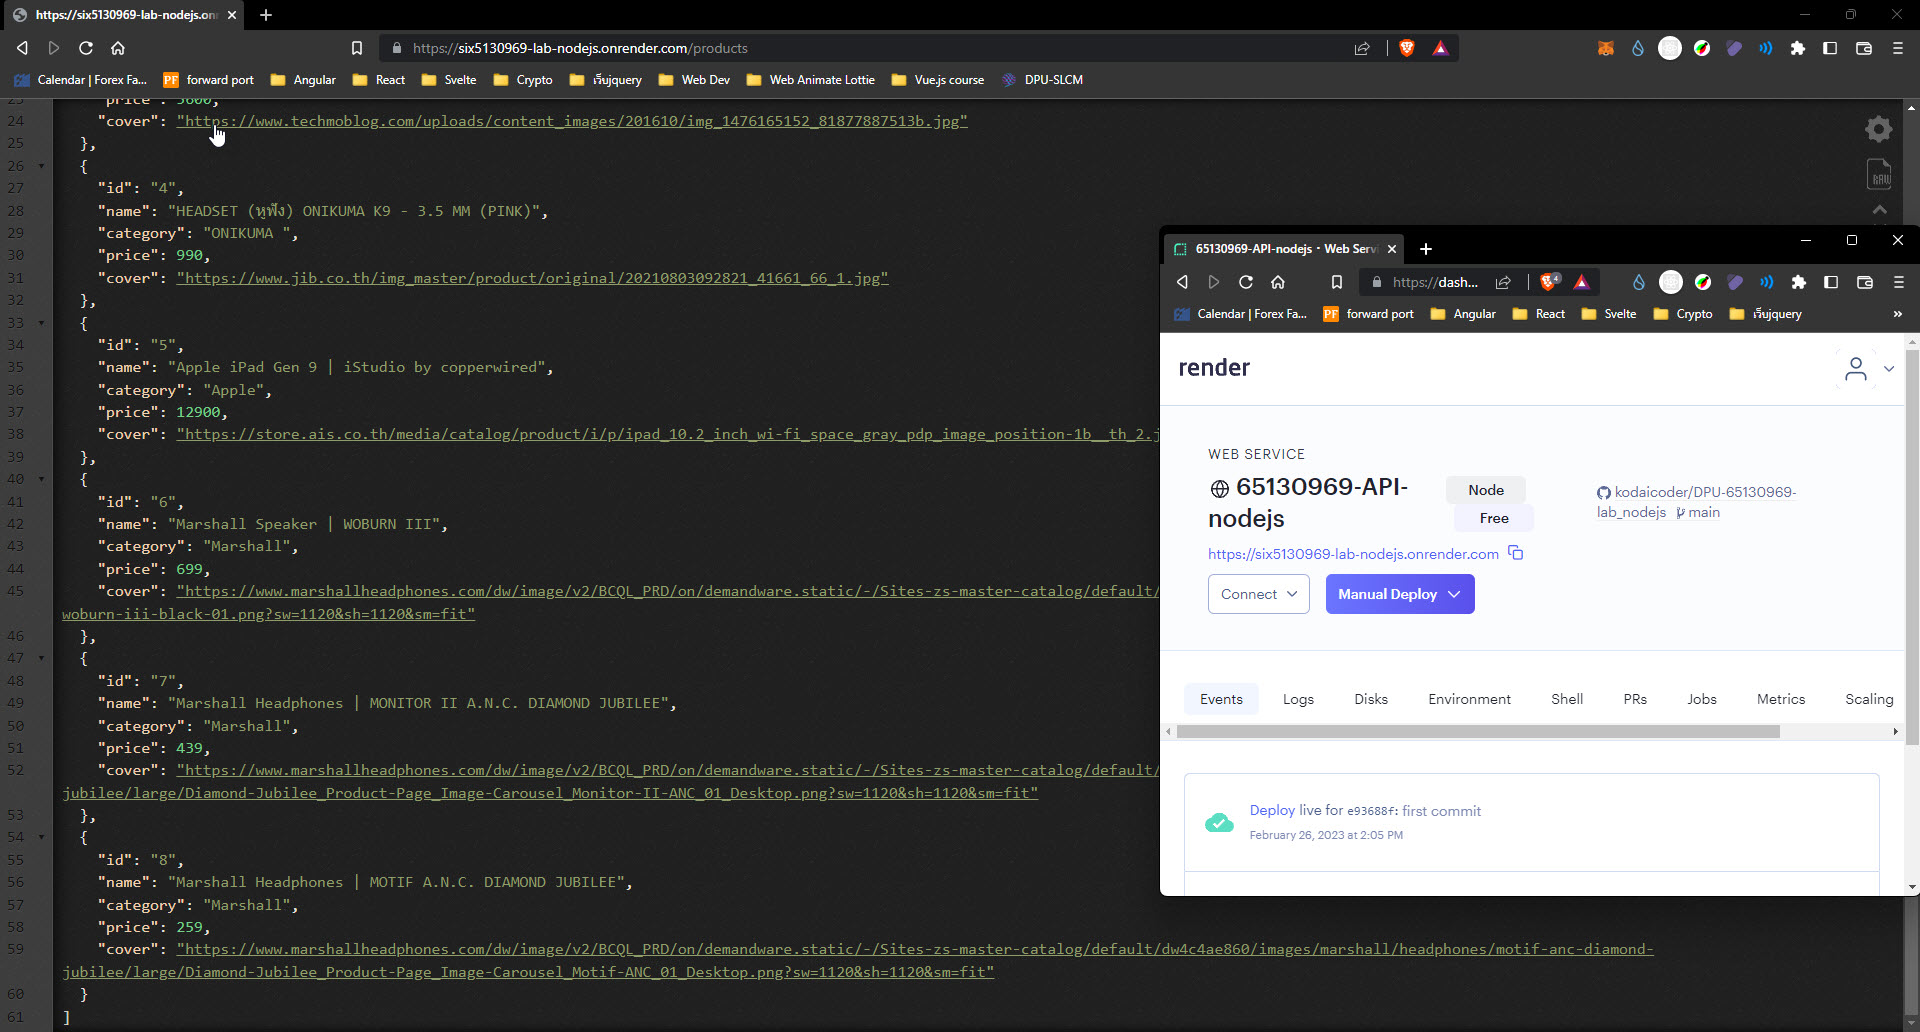 https://six5130969-lab-nodejs.onr
https://six5130969-lab-nodejs.onrender.com/products
Calendar | Forex Fa...
PF forward port
Angular
React
Svelte
Crypto
เรียนjquery
Web Dev
Web Animate Lottie
Vue.js course
DPU-SLCM
23 "price": 5600,
24 "cover": "https://www.techmoblog.com/uploads/content_images/201610/img_1476165152_81877887513b.jpg"
25 },
26 {
27 "id": "4",
28 "name": "HEADSET (หูฟัง) ONIKUMA K9 - 3.5 MM (PINK)",
29 "category": "ONIKUMA ",
30 "price": 990,
31 "cover": "https://www.jib.co.th/img_master/product/original/20210803092821_41661_66_1.jpg"
32 },
33 {
34 "id": "5",
35 "name": "Apple iPad Gen 9 | iStudio by copperwired",
36 "category": "Apple",
37 "price": 12900,
38 "cover": "https://store.ais.co.th/media/catalog/product/i/p/ipad_10.2_inch_wi-fi_space_gray_pdp_image_position-1b__th_2.j
39 },
40 {
41 "id": "6",
42 "name": "Marshall Speaker | WOBURN III",
43 "category": "Marshall",
44 "price": 699,
45 "cover": "https://www.marshallheadphones.com/dw/image/v2/BCQL_PRD/on/demandware.static/-/Sites-zs-master-catalog/default/
woburn-iii-black-01.png?sw=1120&sh=1120&sm=fit"
46 },
47 {
48 "id": "7",
49 "name": "Marshall Headphones | MONITOR II A.N.C. DIAMOND JUBILEE",
50 "category": "Marshall",
51 "price": 439,
52 "cover": "https://www.marshallheadphones.com/dw/image/v2/BCQL_PRD/on/demandware.static/-/Sites-zs-master-catalog/default/
jubilee/large/Diamond-Jubilee_Product-Page_Image-Carousel_Monitor-II-ANC_01_Desktop.png?sw=1120&sh=1120&sm=fit"
53 },
54 {
55 "id": "8",
56 "name": "Marshall Headphones | MOTIF A.N.C. DIAMOND JUBILEE",
57 "category": "Marshall",
58 "price": 259,
59 "cover": "https://www.marshallheadphones.com/dw/image/v2/BCQL_PRD/on/demandware.static/-/Sites-zs-master-catalog/default/dw4c4ae860/images/marshall/headphones/motif-anc-diamond-
jubilee/large/Diamond-Jubilee_Product-Page_Image-Carousel_Motif-ANC_01_Desktop.png?sw=1120&sh=1120&sm=fit"
60 }
61 ]
RAW
65130969-API-nodejs · Web Servi
https://dash...
4
Calendar | Forex Fa...
PF forward port
Angular
React
Svelte
Crypto
เรียนjquery
»
render
WEB SERVICE
65130969-API-
nodejs
Node
Free
kodaicoder/DPU-65130969-
lab_nodejs main
https://six5130969-lab-nodejs.onrender.com
Connect
Manual Deploy
Events
Logs
Disks
Environment
Shell
PRs
Jobs
Metrics
Scaling
Deploy live for e93688f: first commit
February 26, 2023 at 2:05 PM